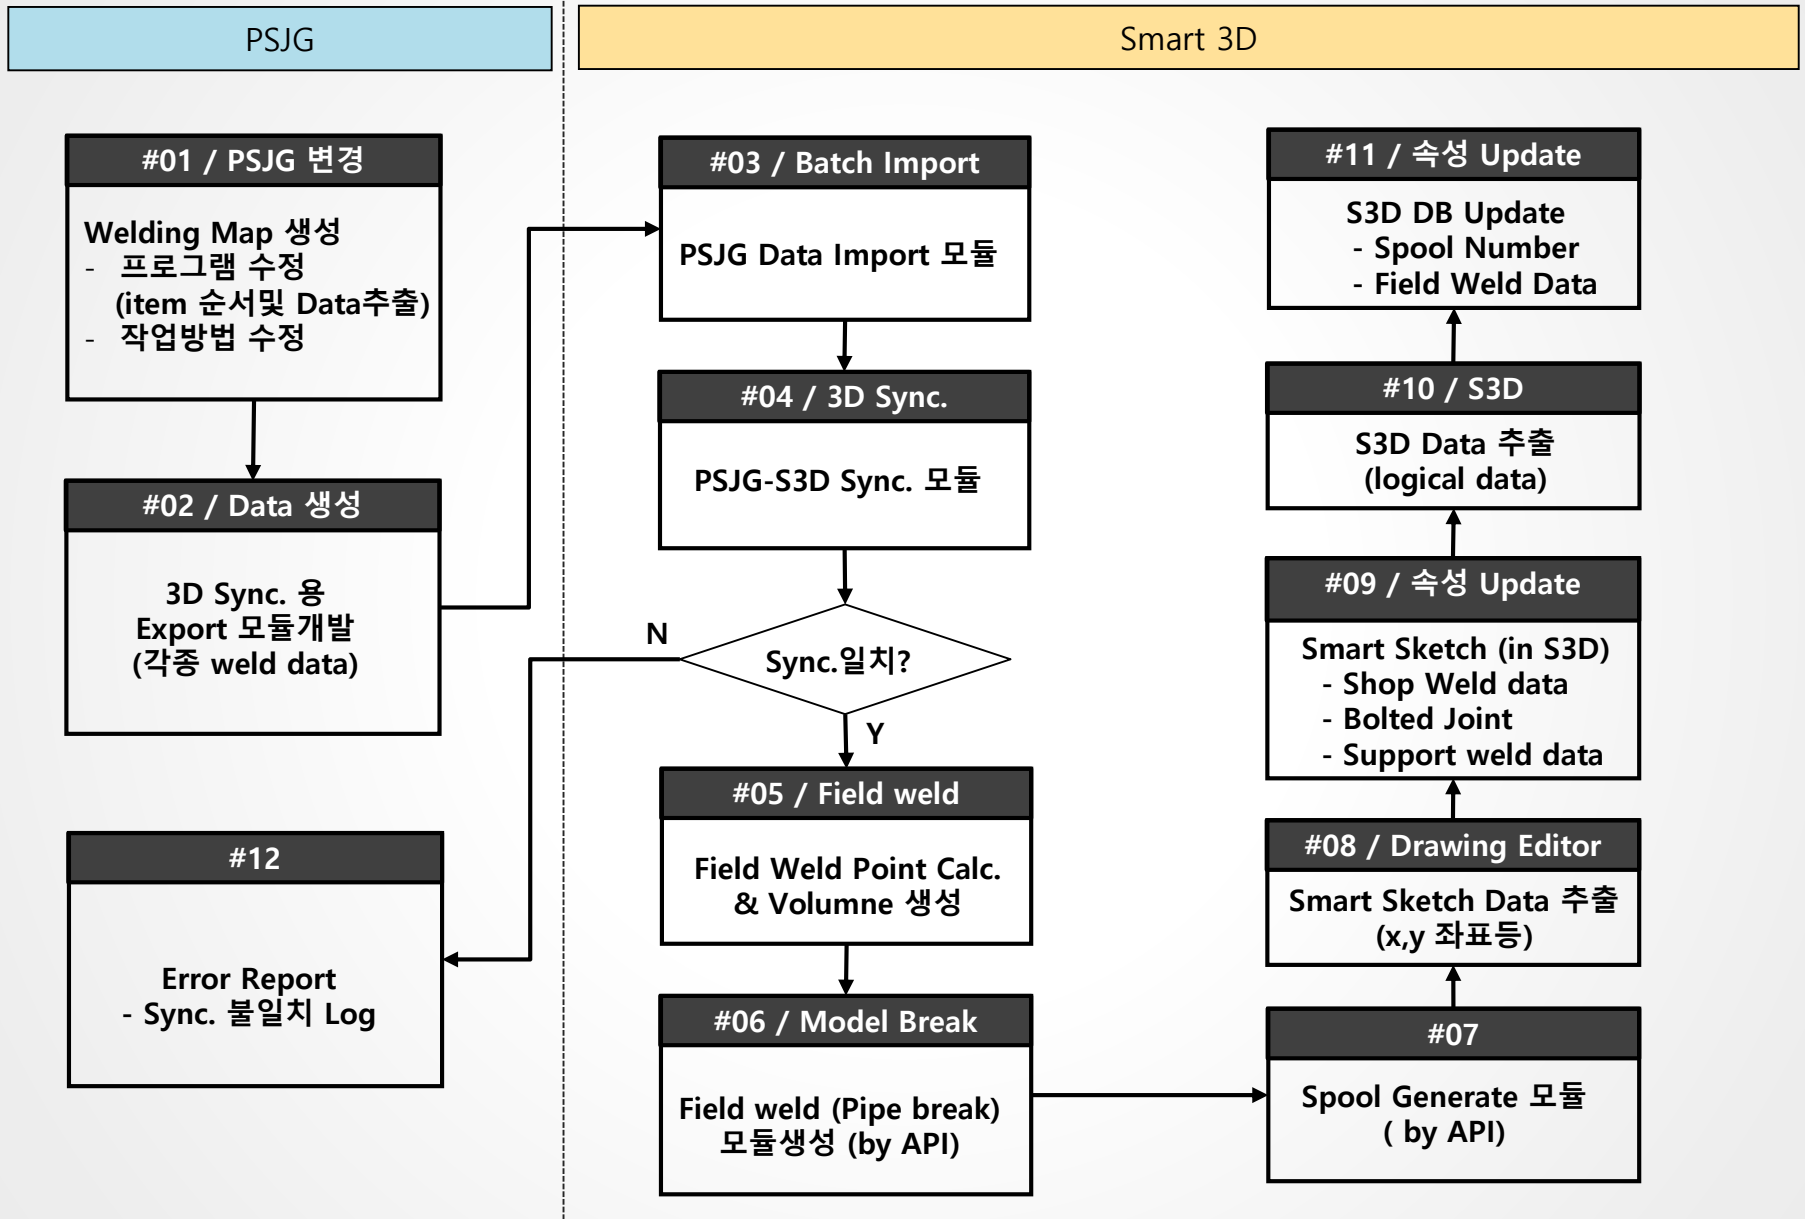 PSJG
Smart 3D
#01 / PSJG 변경
Welding Map 생성
- 프로그램 수정
(item 순서및 Data추출)
- 작업방법 수정
#02 / Data 생성
3D Sync. 용
Export 모듈개발
(각종 weld data)
#03 / Batch Import
PSJG Data Import 모듈
#04 / 3D Sync.
PSJG-S3D Sync. 모듈
Sync.일치?
N
Y
#05 / Field weld
Field Weld Point Calc.
& Volumne 생성
#06 / Model Break
Field weld (Pipe break)
모듈생성 (by API)
#07
Spool Generate 모듈
( by API)
#08 / Drawing Editor
Smart Sketch Data 추출
(x,y 좌표등)
#09 / 속성 Update
Smart Sketch (in S3D)
- Shop Weld data
- Bolted Joint
- Support weld data
#10 / S3D
S3D Data 추출
(logical data)
#11 / 속성 Update
S3D DB Update
- Spool Number
- Field Weld Data
#12
Error Report
- Sync. 불일치 Log